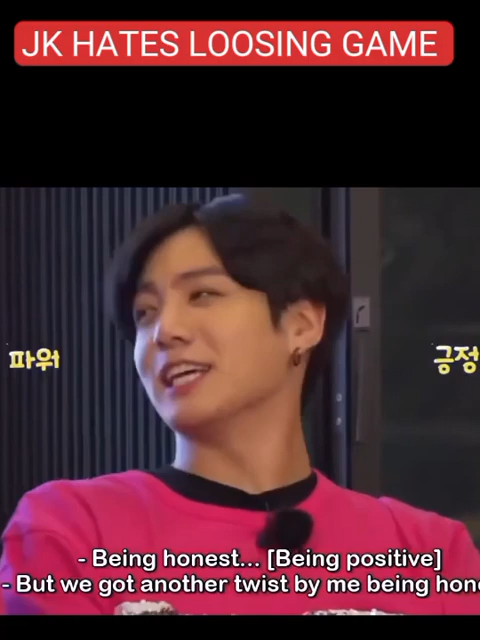 JK HATES LOOSING GAME
파워
긍정
- Being honest... [Being positive]
- But we got another twist by me being hon